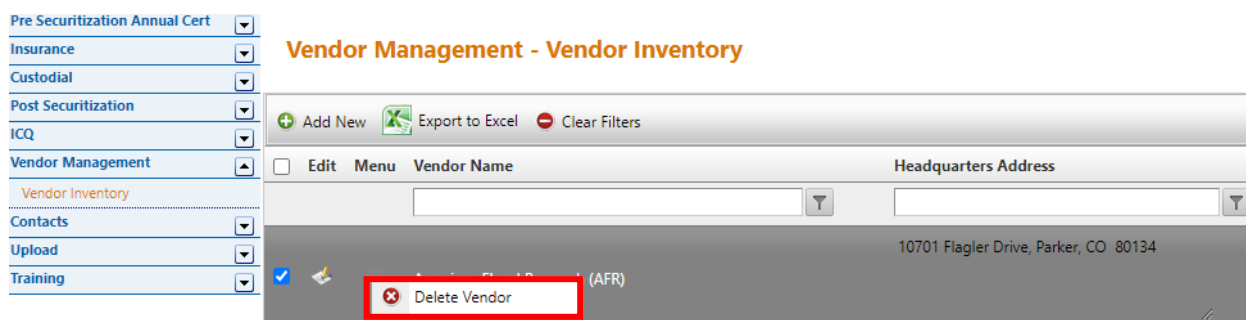 Pre Securitization Annual Cert
Insurance
Custodial
Post Securitization
ICQ
Vendor Management
Vendor Inventory
Contacts
Upload
Training
Vendor Management - Vendor Inventory
Add New Export to Excel Clear Filters
Edit Menu Vendor Name Headquarters Address
10701 Flagler Drive, Parker, CO 80134
(AFR)
Delete Vendor